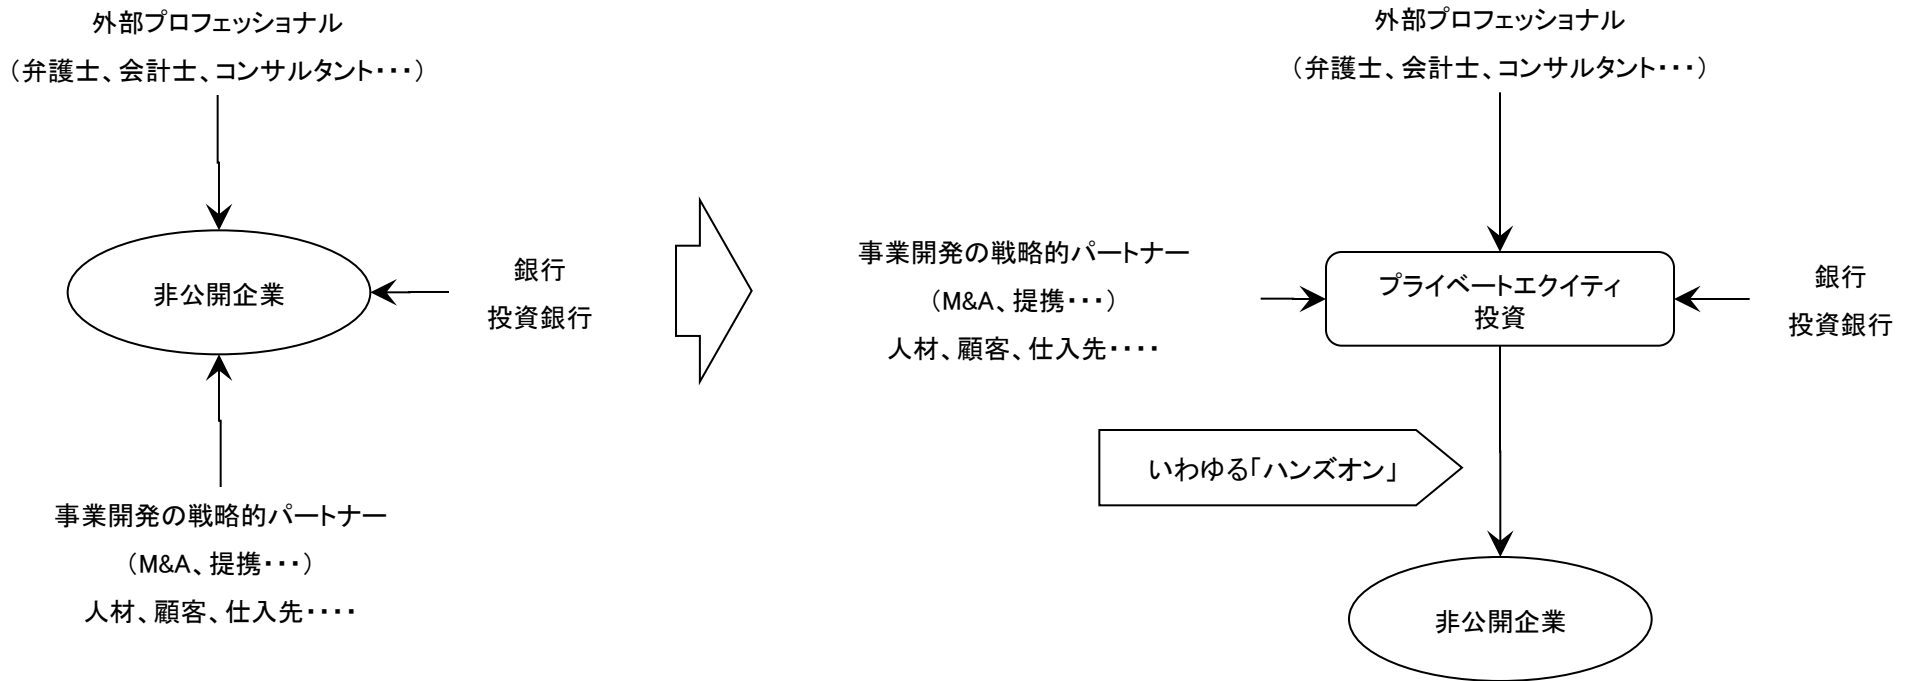 外部プロフェッショナル
（弁護士、会計士、コンサルタント・・・）
非公開企業
銀行
投資銀行
事業開発の戦略的パートナー
（M&A、提携・・・）
人材、顧客、仕入先・・・・
外部プロフェッショナル
（弁護士、会計士、コンサルタント・・・）
事業開発の戦略的パートナー
（M&A、提携・・・）
人材、顧客、仕入先・・・・
プライベートエクイティ
投資
銀行
投資銀行
いわゆる「ハンズオン」
非公開企業